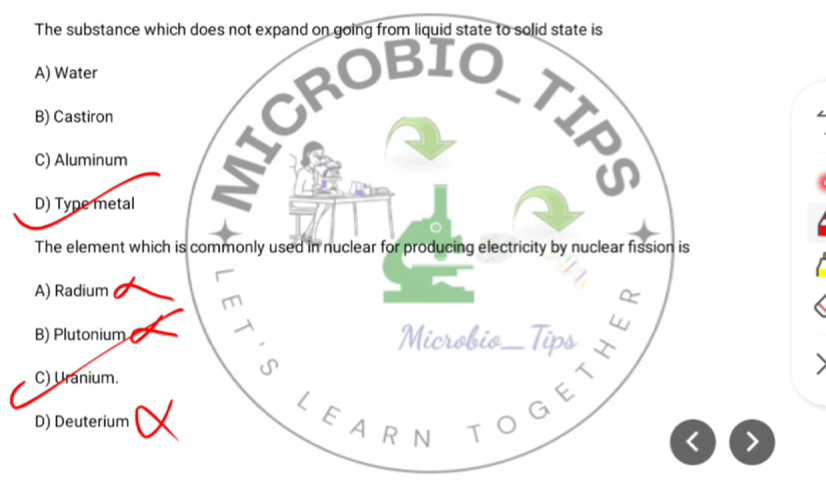 The substance which does not expand on going from liquid state to solid state is
A) Water
B) Castiron
C) Aluminum
D) Type metal
The element which is commonly used in nuclear for producing electricity by nuclear fission is
A) Radium
B) Plutonium
C) Uranium.
D) Deuterium
MICROBIO_TIPS
Microbio_Tips
LET'S LEARN TOGETHER